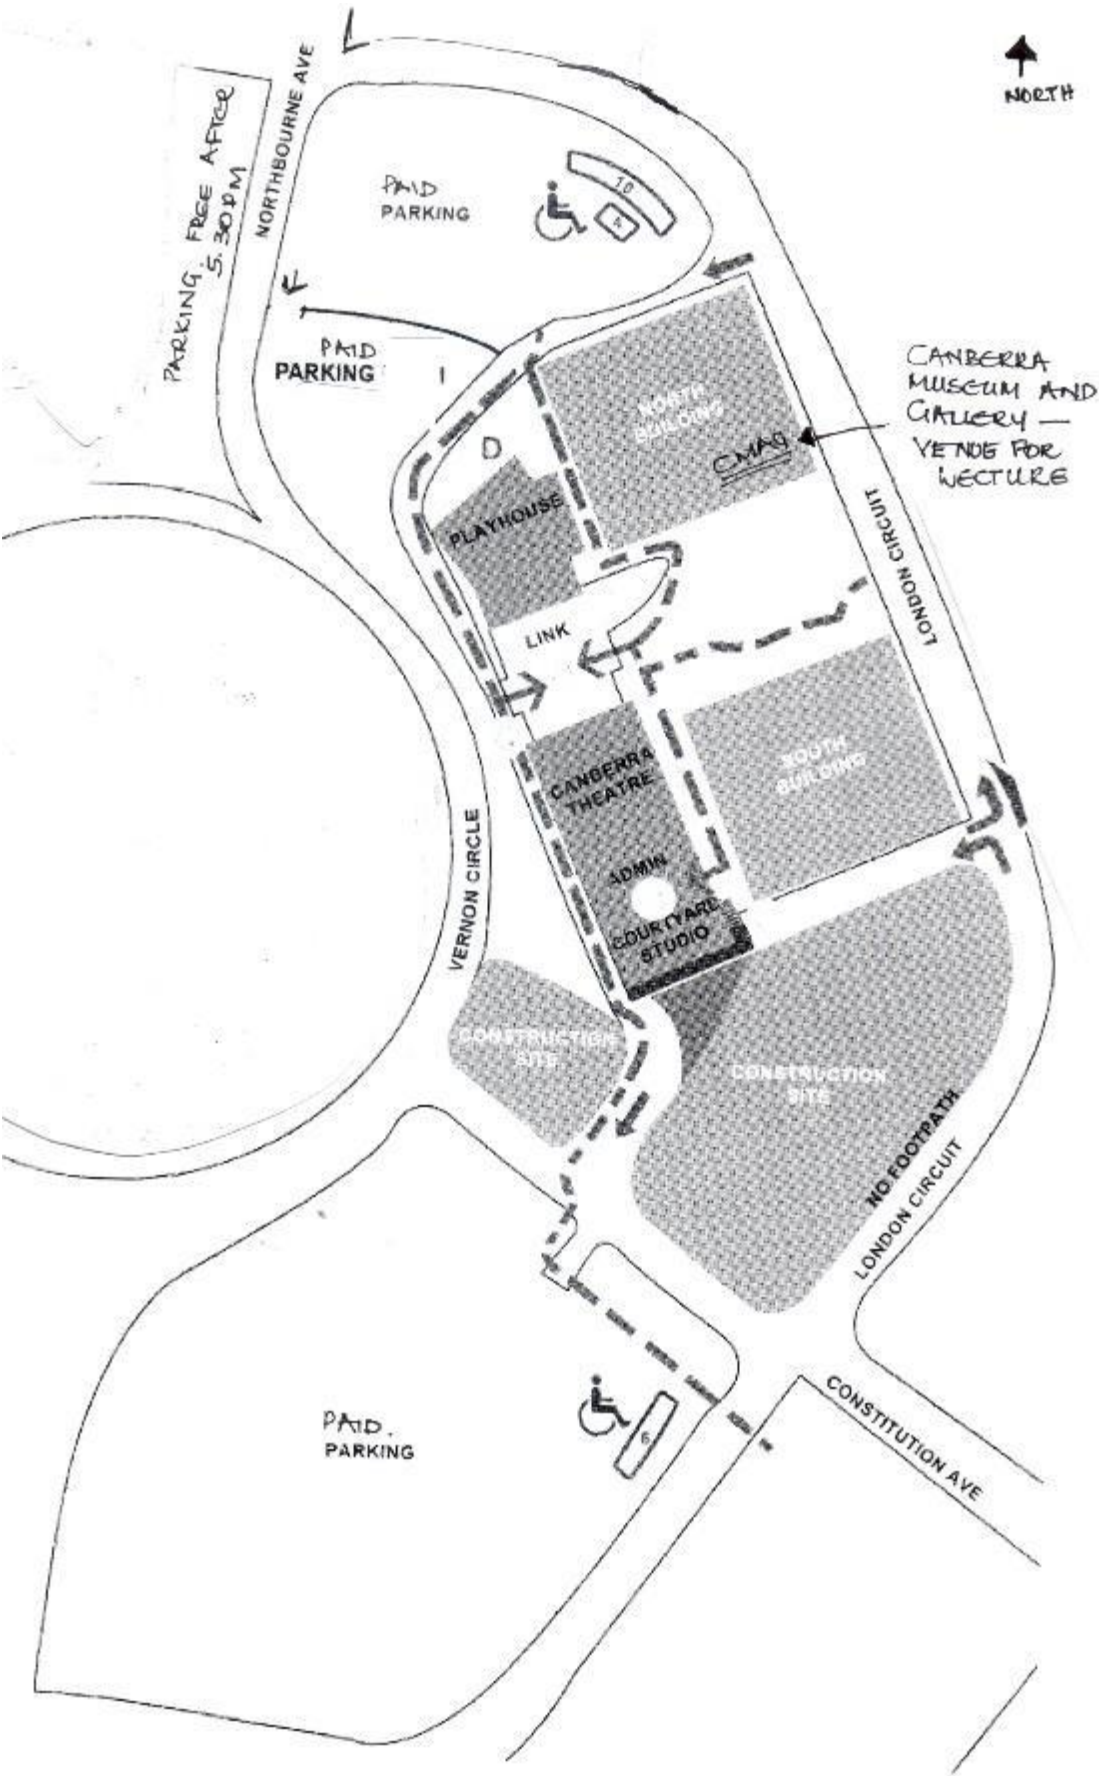 NORTH
NORTHBOURNE AVE
PARKING FREE AFTER
5.30PM
PAID
PARKING
10
4
PAID
PARKING
1
D
NORTH
BUILDING
CMAG
CANBERRA
MUSEUM AND
GALLERY —
VENUE FOR
LECTURE
PLAYHOUSE
LONDON CIRCUIT
LINK
SOUTH
BUILDING
CANBERRA
THEATRE
ADMIN
COURTYARD
STUDIO
VERNON CIRCLE
CONSTRUCTION
SITE
CONSTRUCTION
SITE
NO FOOTPATH
LONDON CIRCUIT
CONSTITUTION AVE
PAID.
PARKING
6